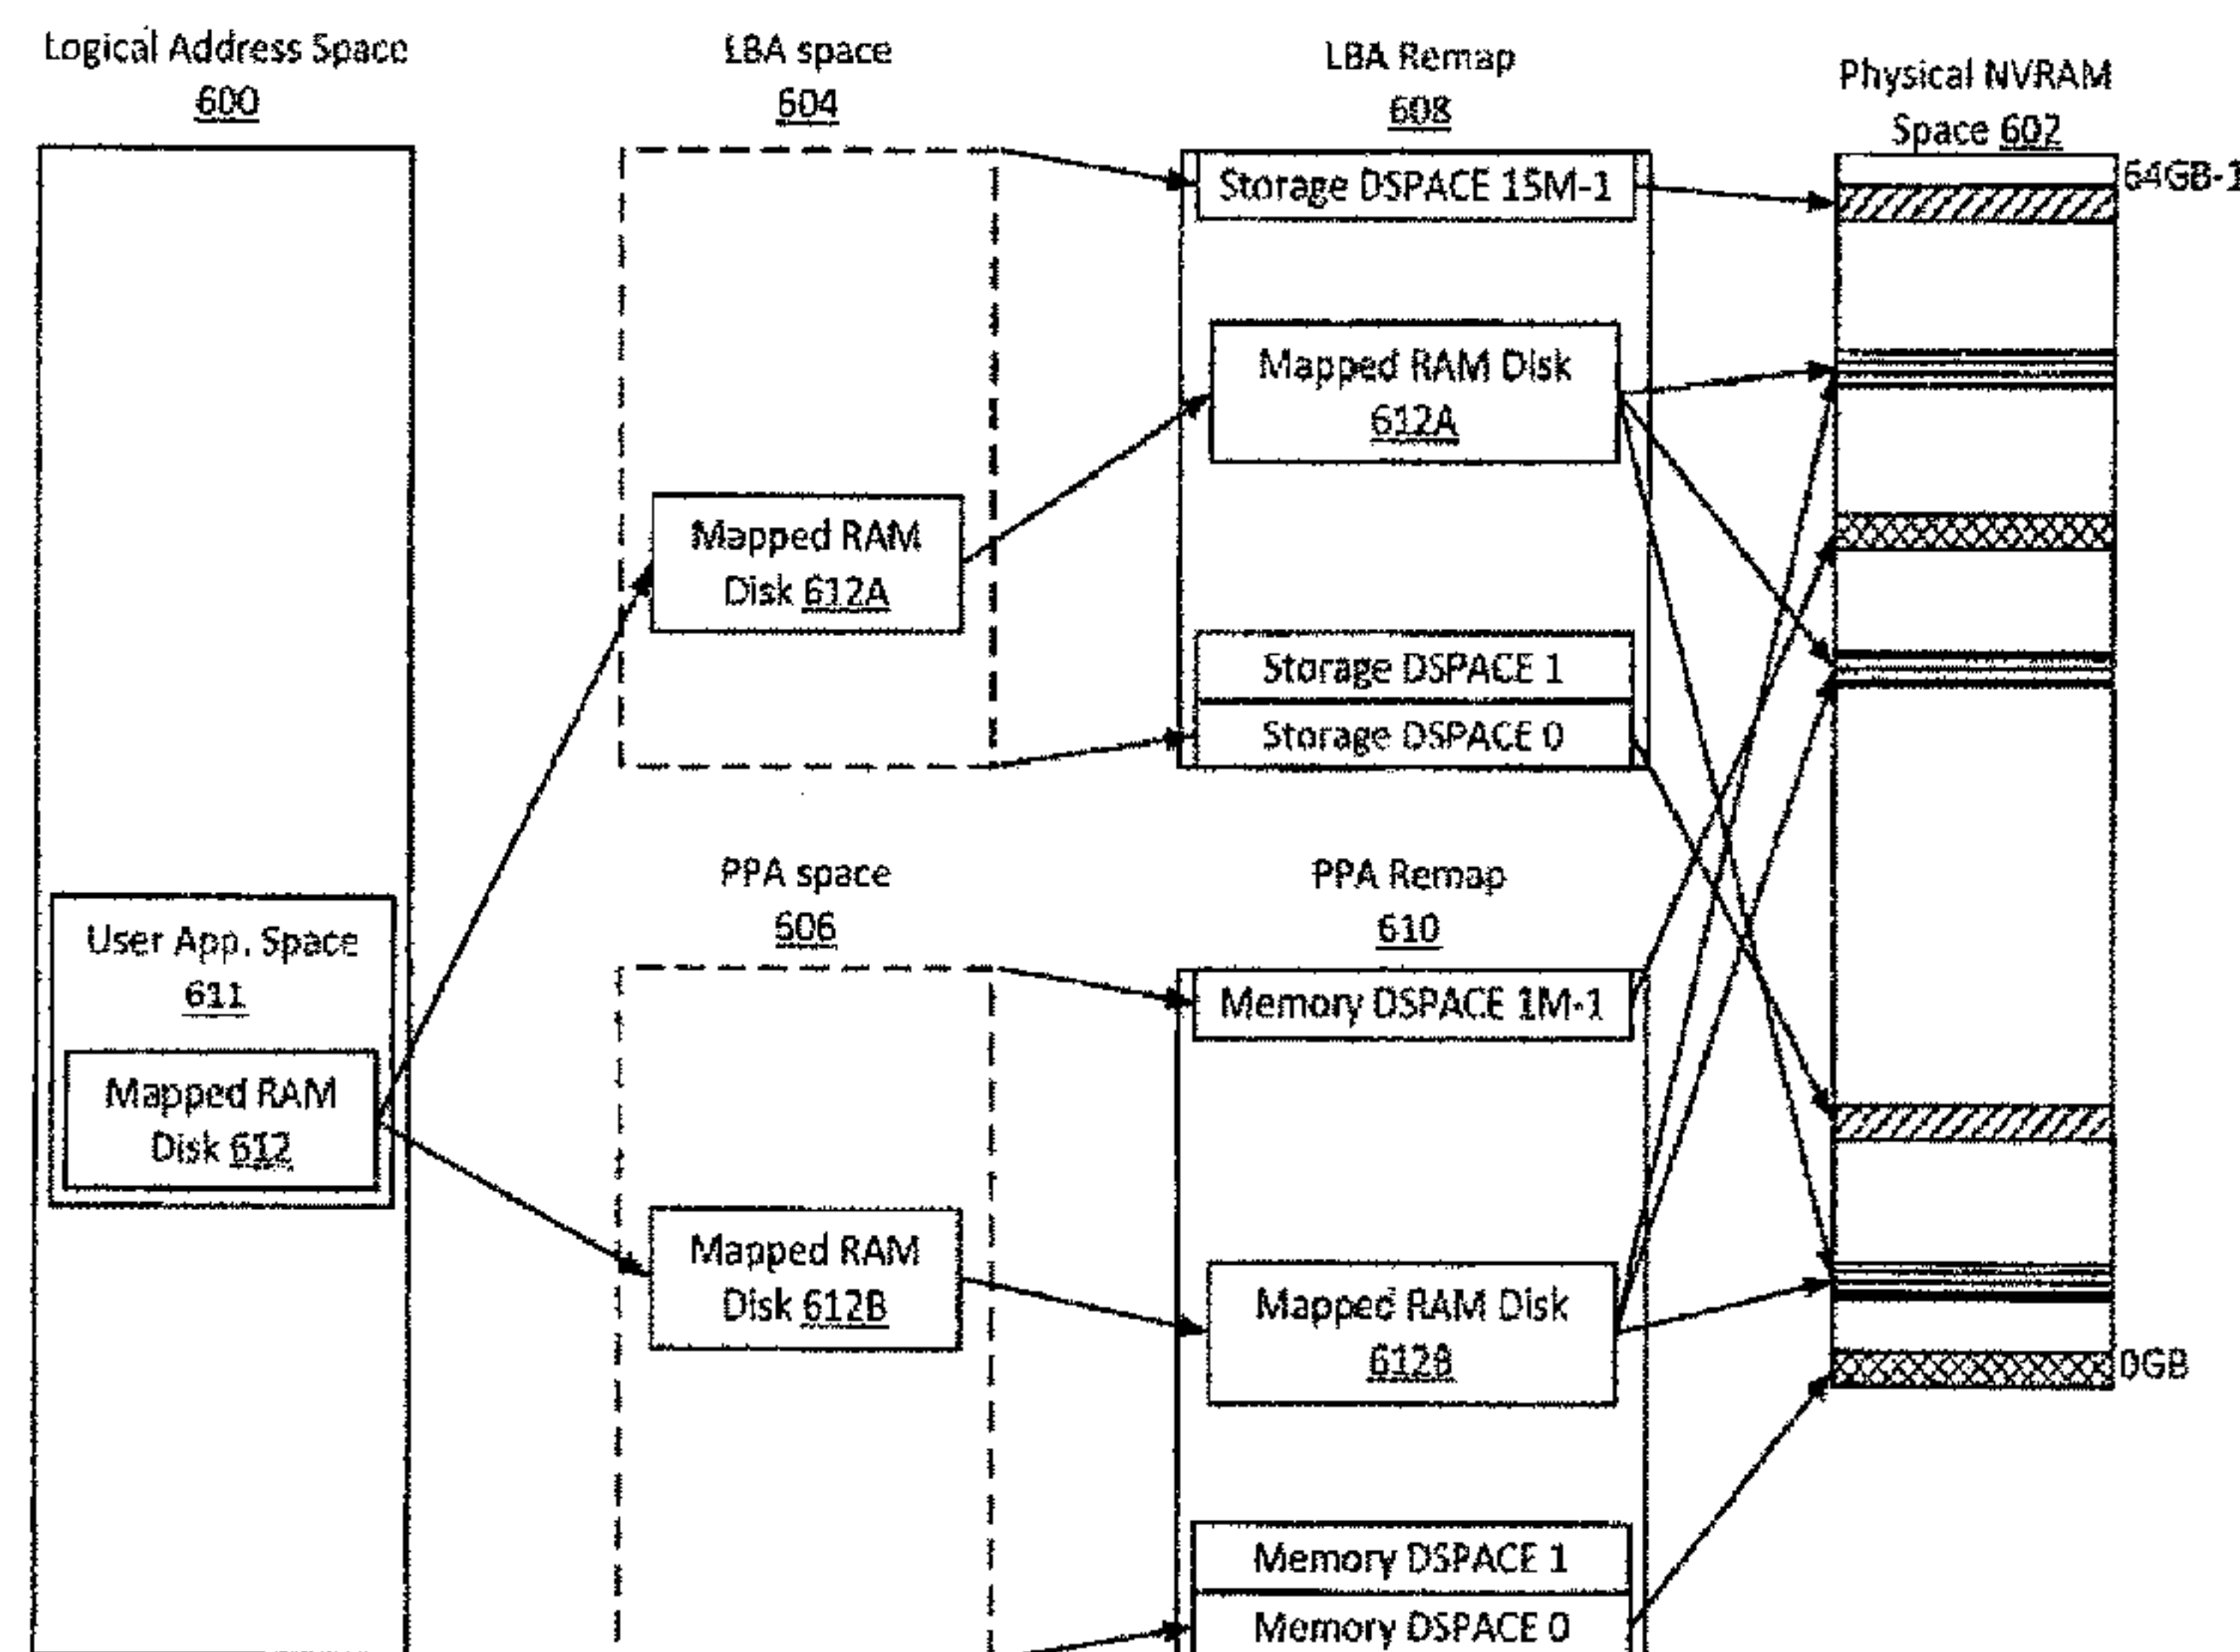 Logical Address Space
600
LBA space
604
LBA Remap
608
Physical NVRAM
Space 602
64GB-1
Storage DSPACE 15M-1
Mapped RAM Disk
612A
Mapped RAM
Disk 612A
Storage DSPACE 1
Storage DSPACE 0
PPA space
606
PPA Remap
610
User App. Space
611
Memory DSPACE 1M-1
Mapped RAM
Disk 612
Mapped RAM
Disk 612B
Mapped RAM Disk
612B
0GB
Memory DSPACE 1
Memory DSPACE 0